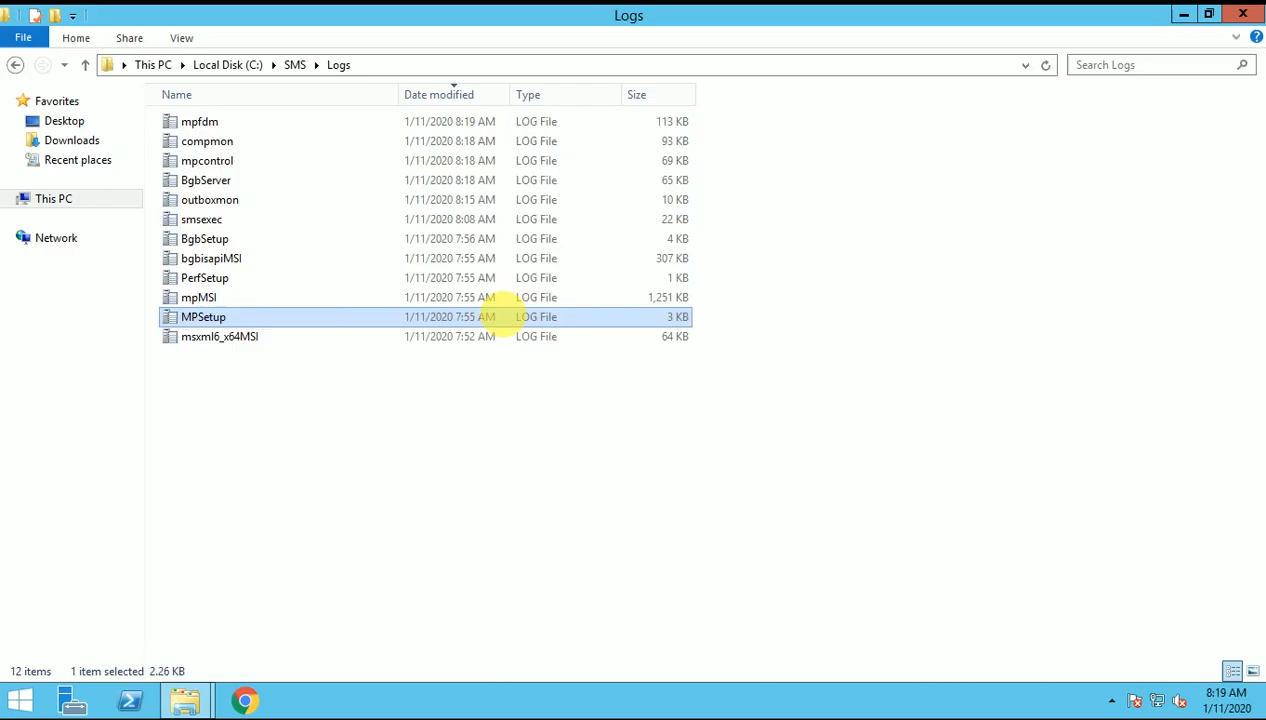 Logs
File Home Share View
This PC Local Disk (C:) SMS Logs Search Logs
Name Date modified Type Size
Favorites
Desktop
Downloads
Recent places
This PC
Network
mpfdm 1/11/2020 8:19 AM LOG File 113 KB
compmon 1/11/2020 8:18 AM LOG File 93 KB
mpcontrol 1/11/2020 8:18 AM LOG File 69 KB
BgbServer 1/11/2020 8:18 AM LOG File 65 KB
outboxmon 1/11/2020 8:15 AM LOG File 10 KB
smsexec 1/11/2020 8:08 AM LOG File 22 KB
BgbSetup 1/11/2020 7:56 AM LOG File 4 KB
bgbisapiMSI 1/11/2020 7:55 AM LOG File 307 KB
PerfSetup 1/11/2020 7:55 AM LOG File 1 KB
mpMSI 1/11/2020 7:55 AM LOG File 1,251 KB
MPSetup 1/11/2020 7:55 AM LOG File 3 KB
msxml6_x64MSI 1/11/2020 7:52 AM LOG File 64 KB
12 items 1 item selected 2.26 KB
8:19 AM
1/11/2020